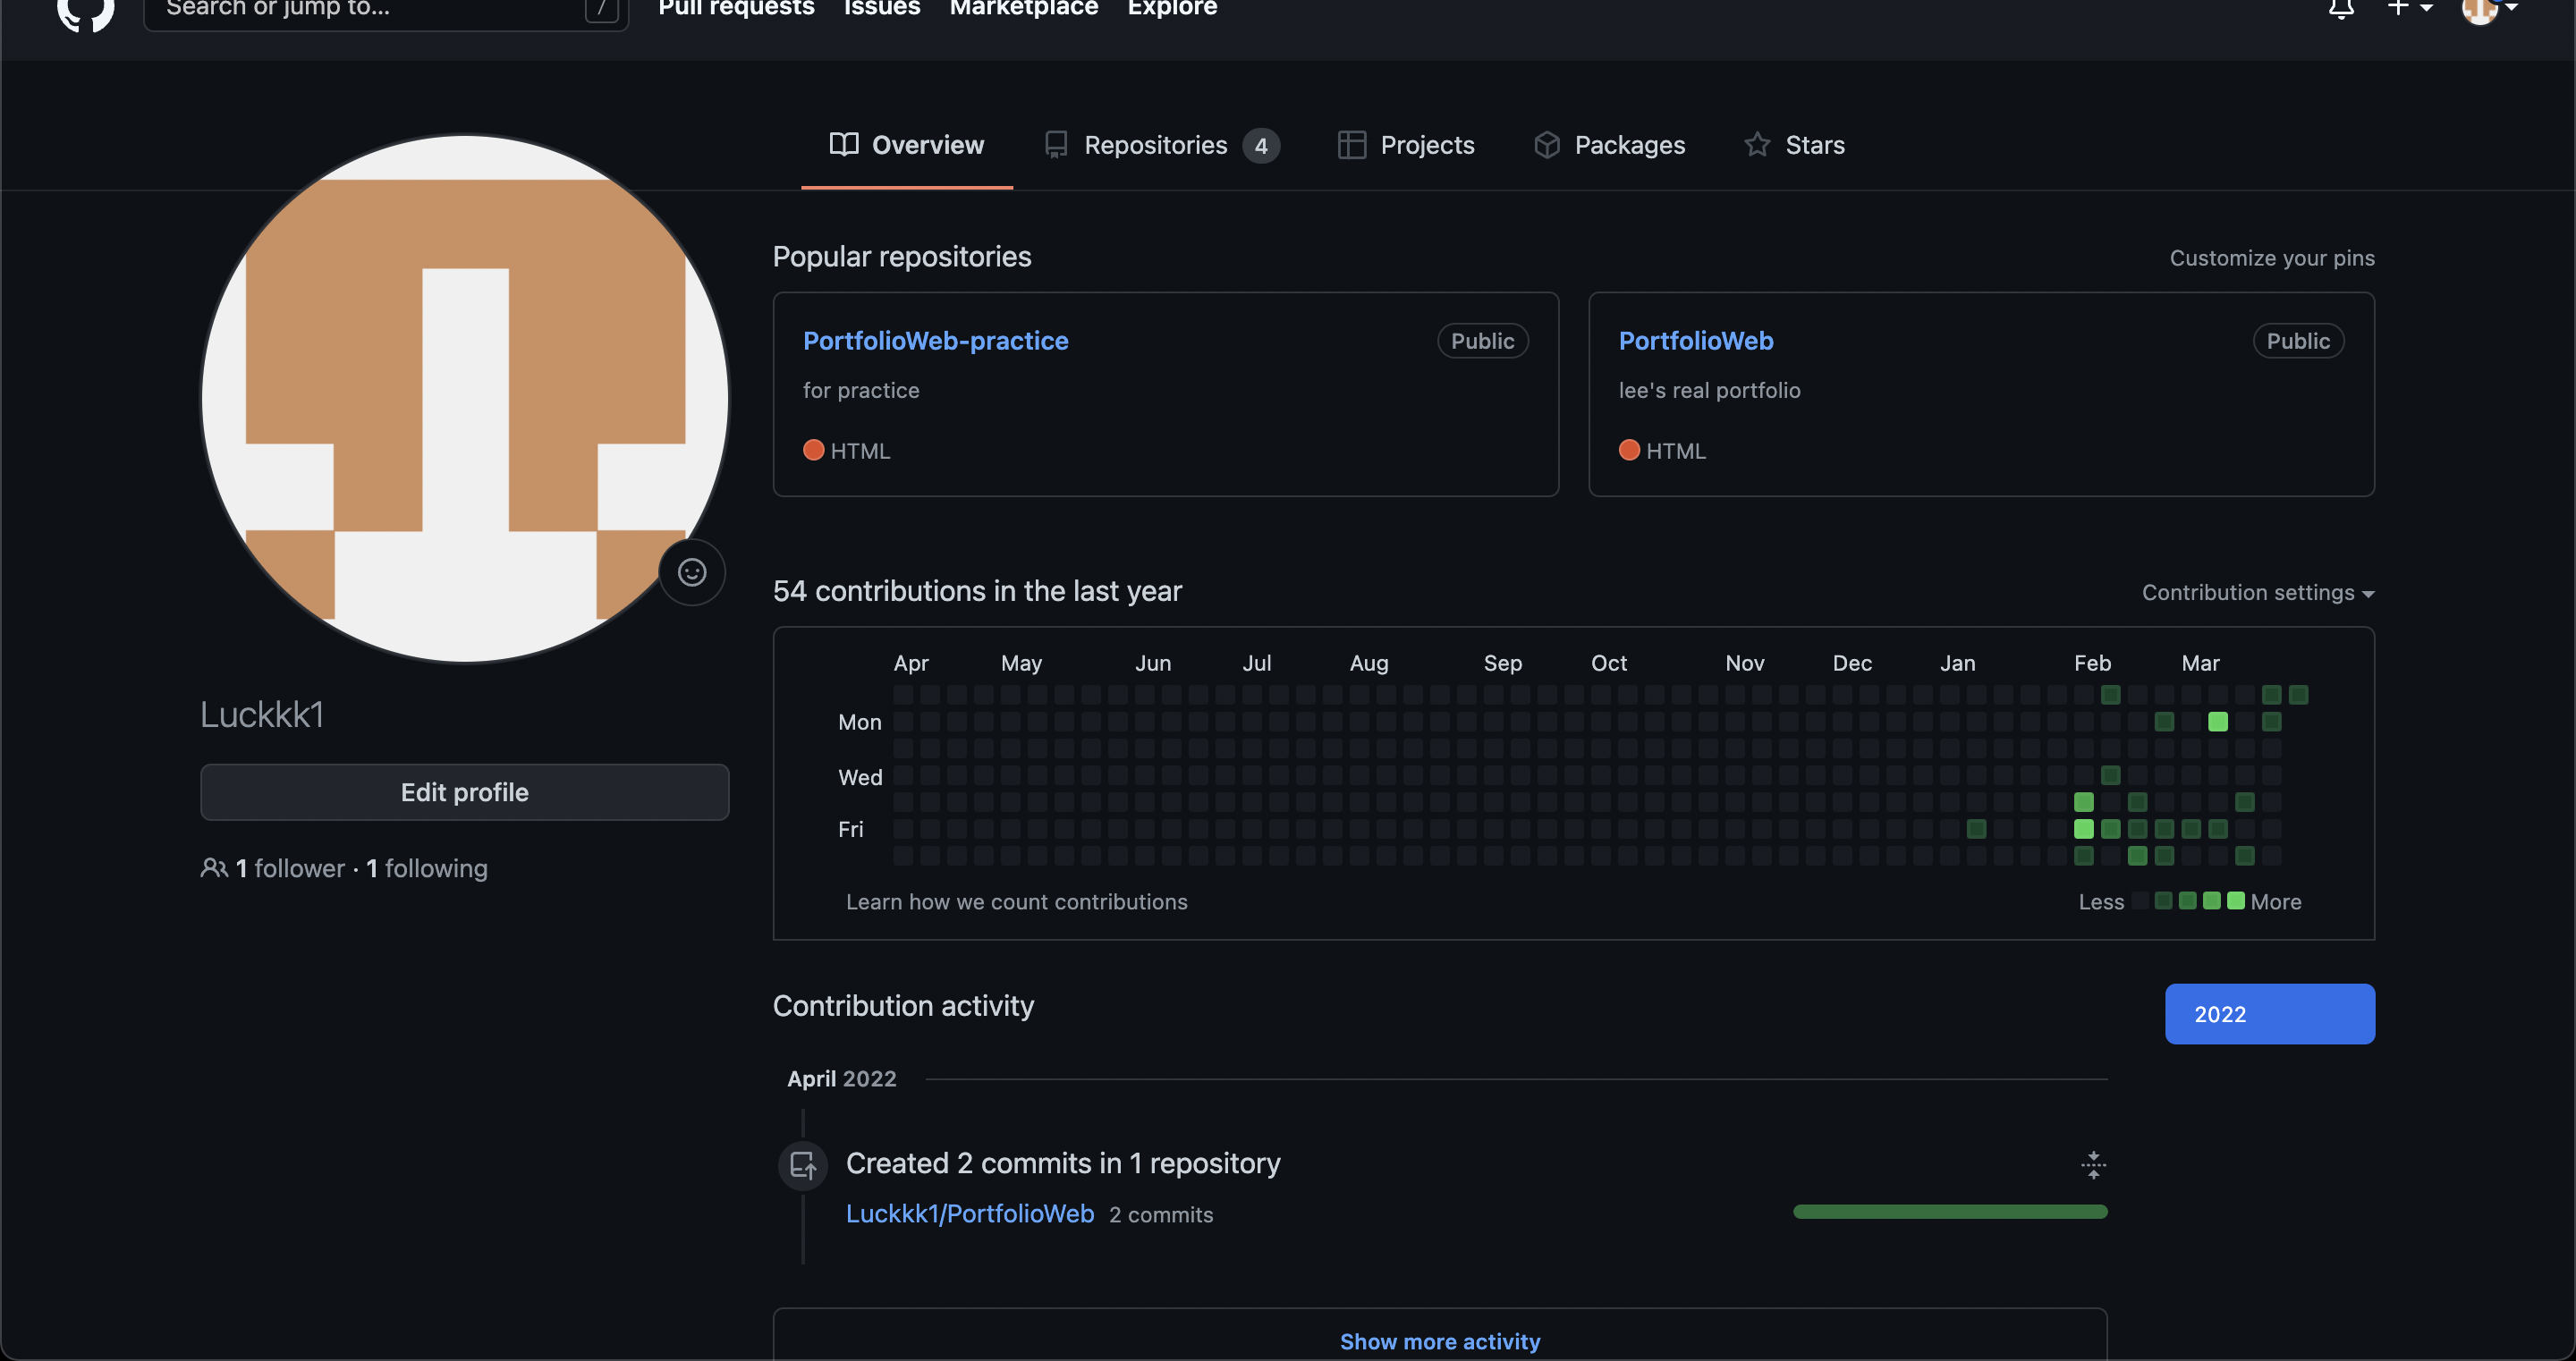 Search or jump to... /
Pull requests Issues Marketplace Explore
Overview Repositories 4 Projects Packages Stars
Popular repositories
Customize your pins
PortfolioWeb-practice Public
for practice
HTML
PortfolioWeb Public
lee's real portfolio
HTML
Luckkk1
Edit profile
1 follower · 1 following
54 contributions in the last year
Contribution settings
Apr May Jun Jul Aug Sep Oct Nov Dec Jan Feb Mar
Mon
Wed
Fri
Learn how we count contributions
Less More
Contribution activity
2022
April 2022
Created 2 commits in 1 repository
Luckkk1/PortfolioWeb 2 commits
Show more activity